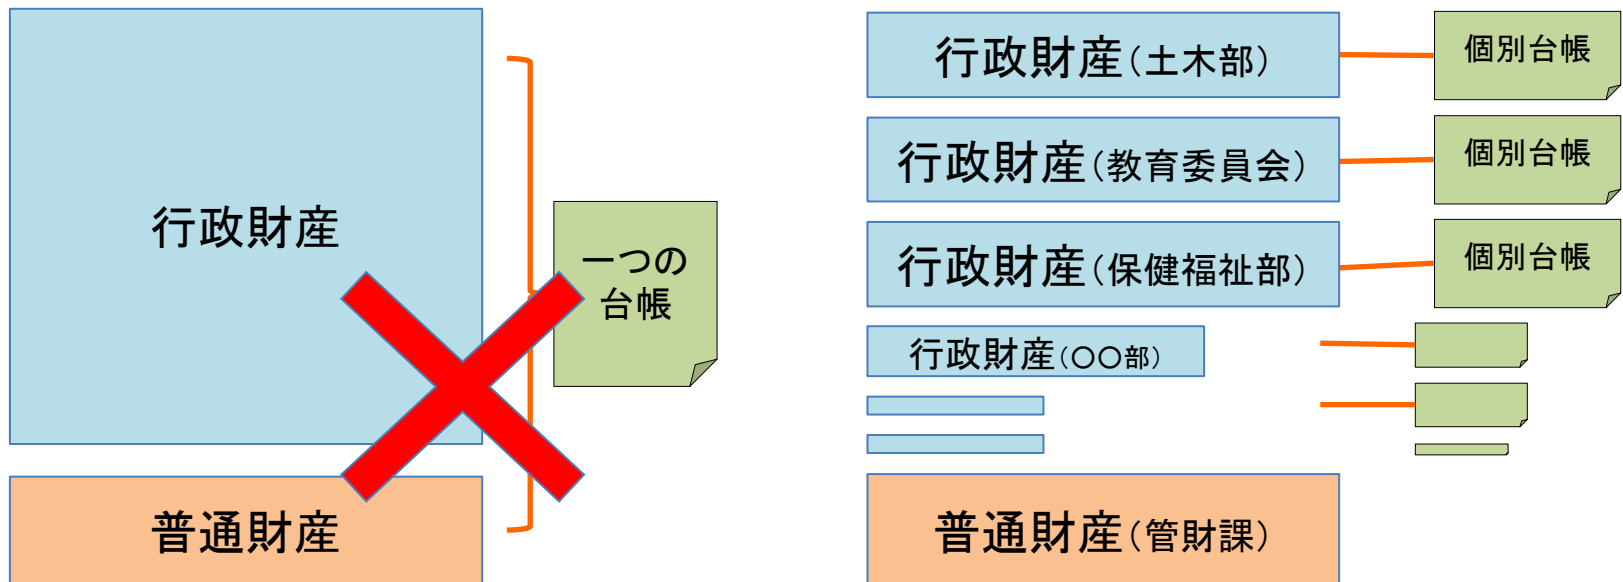 行政財産
一つの
台帳
普通財産
行政財産(土木部)
個別台帳
行政財産(教育委員会)
個別台帳
行政財産(保健福祉部)
個別台帳
行政財産(〇〇部)
普通財産(管財課)